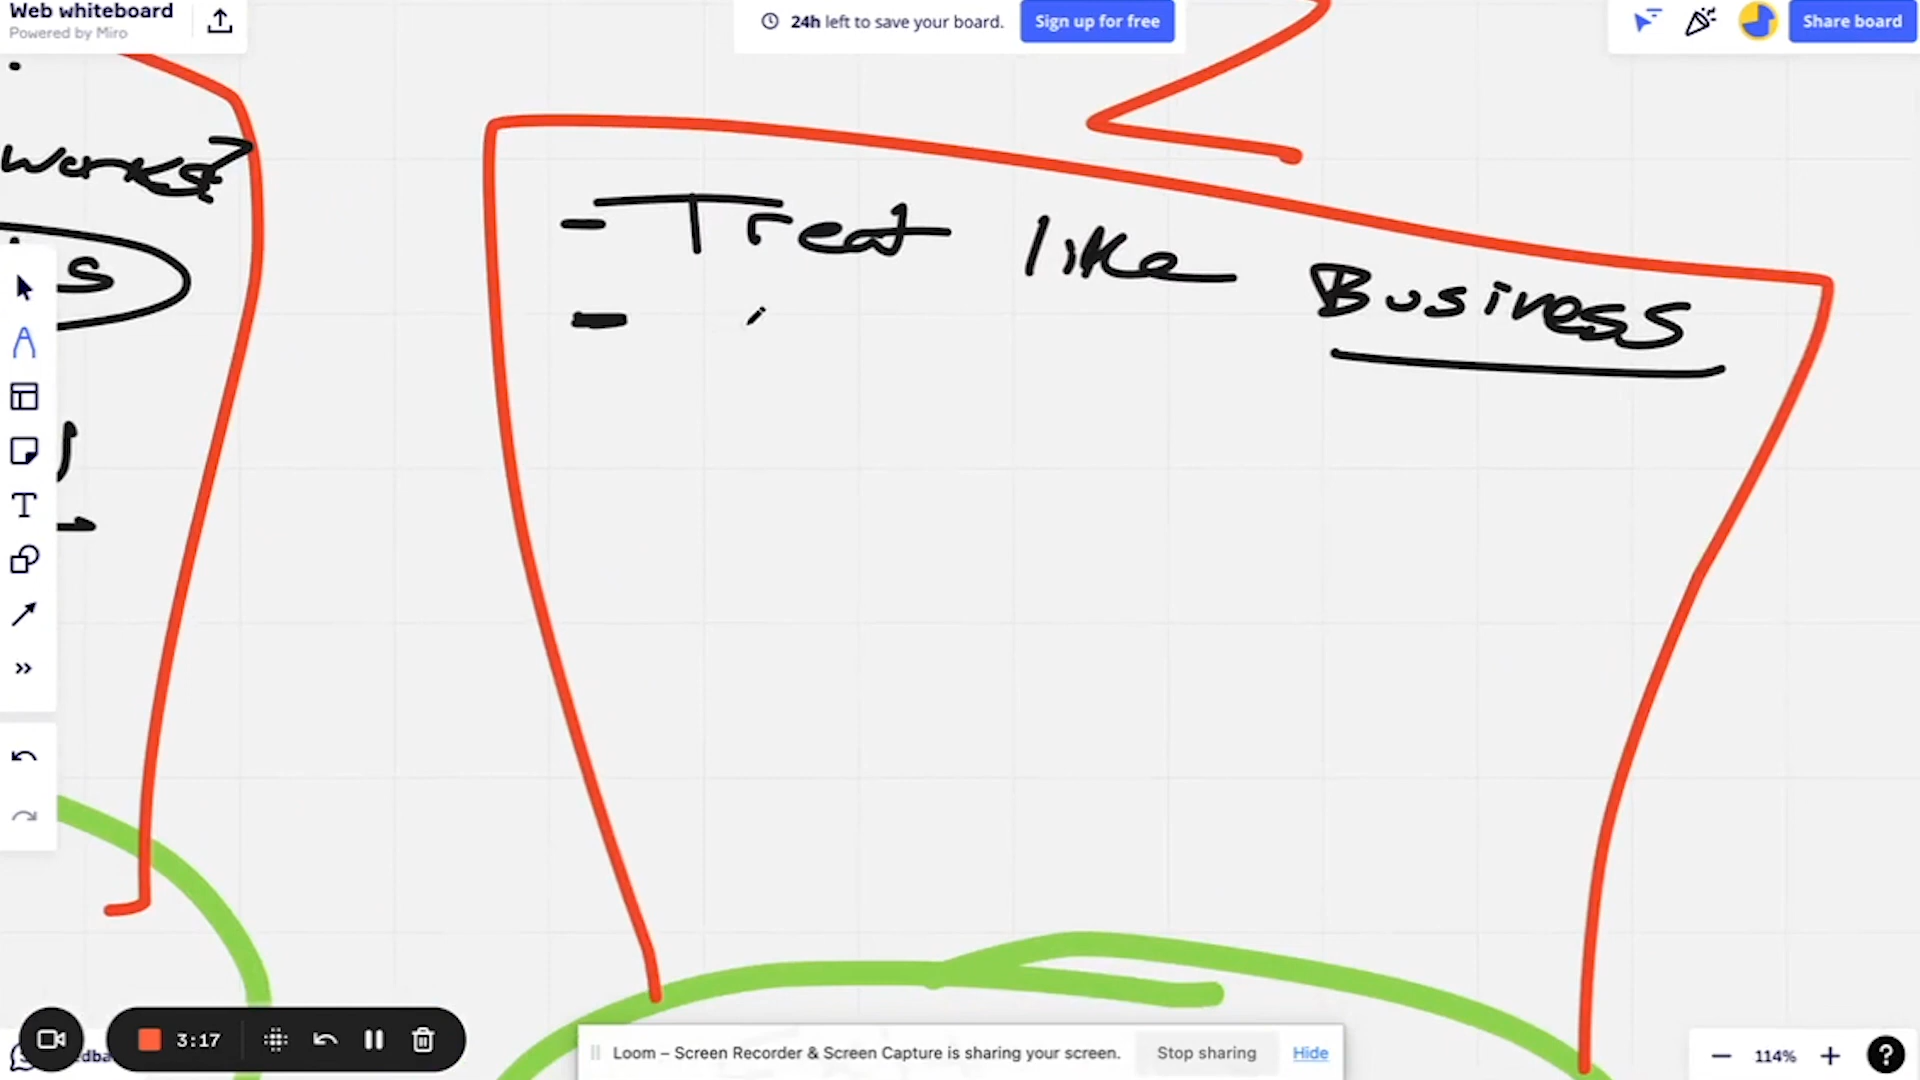 Web whiteboard
Powered by Miro
24h left to save your board.
Sign up for free
Share board
works?
s
- Treat like Business
-
T
3:17
Loom – Screen Recorder & Screen Capture is sharing your screen.
Stop sharing
Hide
114%
?